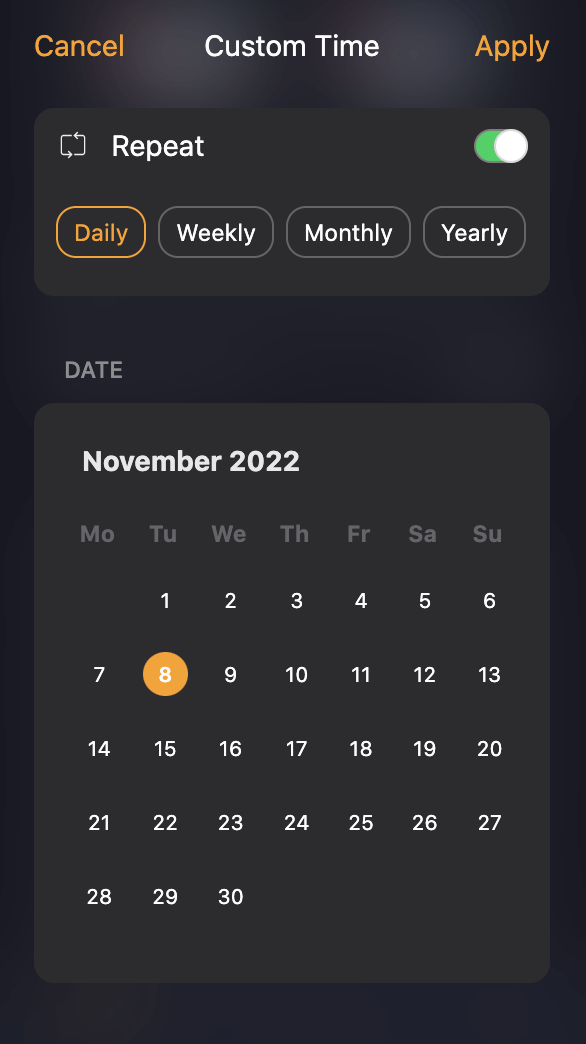 Cancel Custom Time Apply
Repeat
Daily Weekly Monthly Yearly
DATE
November 2022
Mo Tu We Th Fr Sa Su
1 2 3 4 5 6
7 8 9 10 11 12 13
14 15 16 17 18 19 20
21 22 23 24 25 26 27
28 29 30